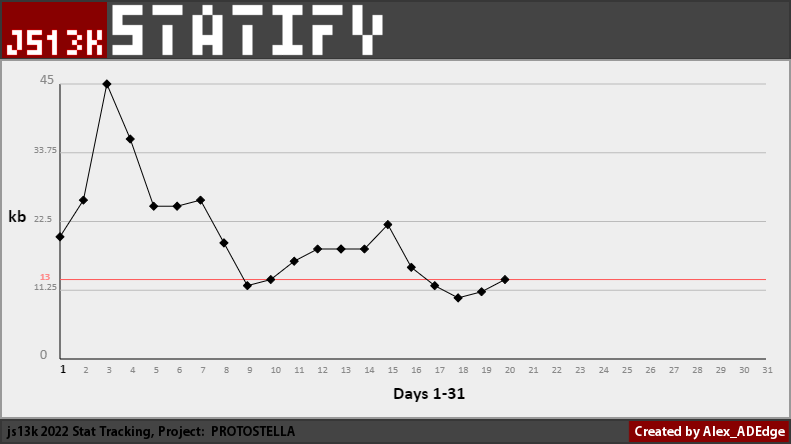 JS13K STATIFY
45
33.75
kb
22.5
13
11.25
0
1 2 3 4 5 6 7 8 9 10 11 12 13 14 15 16 17 18 19 20 21 22 23 24 25 26 27 28 29 30 31
Days 1-31
js13k 2022 Stat Tracking, Project: PROTOSTELLA Created by Alex_ADEdge